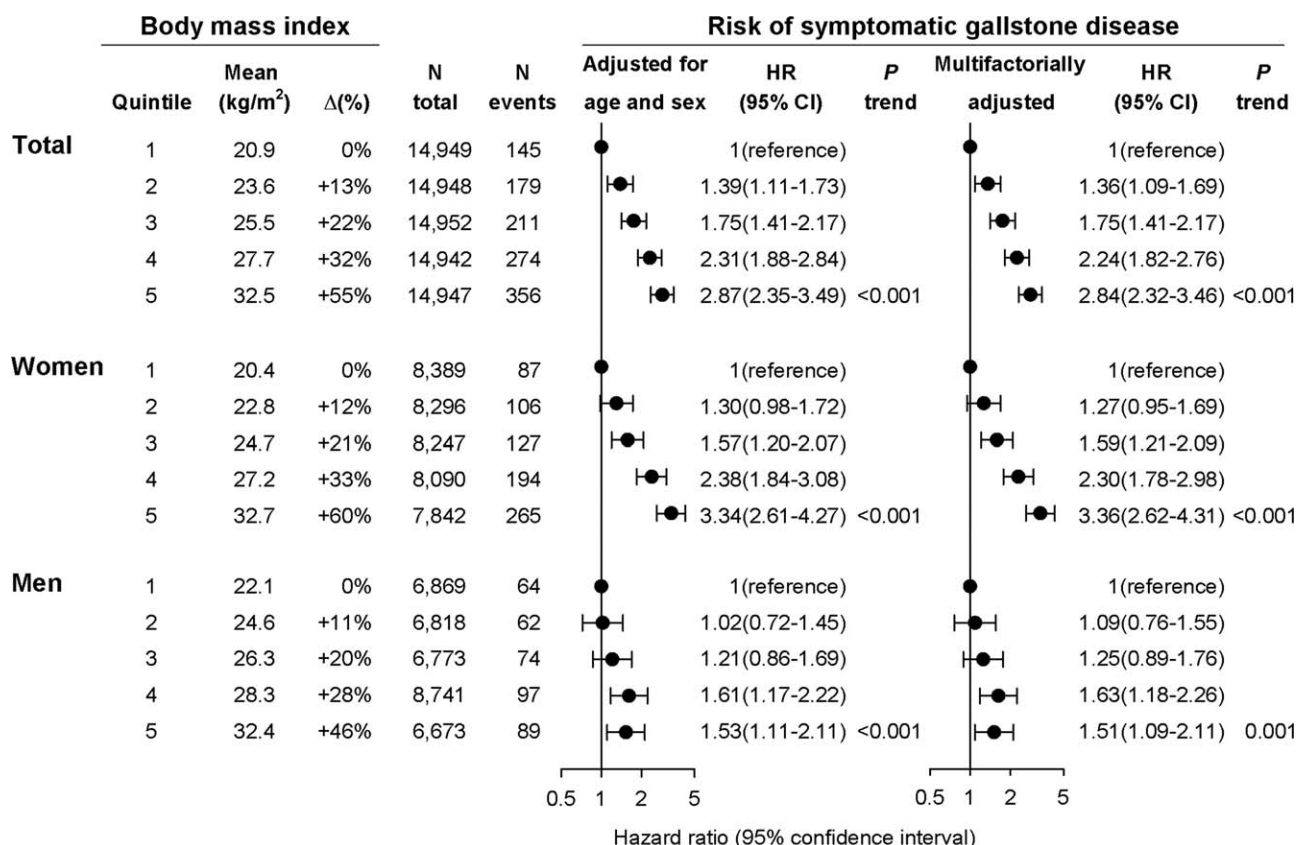 Body mass index Risk of symptomatic gallstone disease
Mean N N Adjusted for HR P Multifactorially HR P
Quintile (kg/m²) Δ(%) total events age and sex (95% CI) trend adjusted (95% CI) trend
Total 1 20.9 0% 14,949 145 1(reference) 1(reference)
2 23.6 +13% 14,948 179 1.39(1.11-1.73) 1.36(1.09-1.69)
3 25.5 +22% 14,952 211 1.75(1.41-2.17) 1.75(1.41-2.17)
4 27.7 +32% 14,942 274 2.31(1.88-2.84) 2.24(1.82-2.76)
5 32.5 +55% 14,947 356 2.87(2.35-3.49) <0.001 2.84(2.32-3.46) <0.001
Women 1 20.4 0% 8,389 87 1(reference) 1(reference)
2 22.8 +12% 8,296 106 1.30(0.98-1.72) 1.27(0.95-1.69)
3 24.7 +21% 8,247 127 1.57(1.20-2.07) 1.59(1.21-2.09)
4 27.2 +33% 8,090 194 2.38(1.84-3.08) 2.30(1.78-2.98)
5 32.7 +60% 7,842 265 3.34(2.61-4.27) <0.001 3.36(2.62-4.31) <0.001
Men 1 22.1 0% 6,869 64 1(reference) 1(reference)
2 24.6 +11% 6,818 62 1.02(0.72-1.45) 1.09(0.76-1.55)
3 26.3 +20% 6,773 74 1.21(0.86-1.69) 1.25(0.89-1.76)
4 28.3 +28% 8,741 97 1.61(1.17-2.22) 1.63(1.18-2.26)
5 32.4 +46% 6,673 89 1.53(1.11-2.11) <0.001 1.51(1.09-2.11) 0.001
0.5 1 2 5 0.5 1 2 5
Hazard ratio (95% confidence interval)